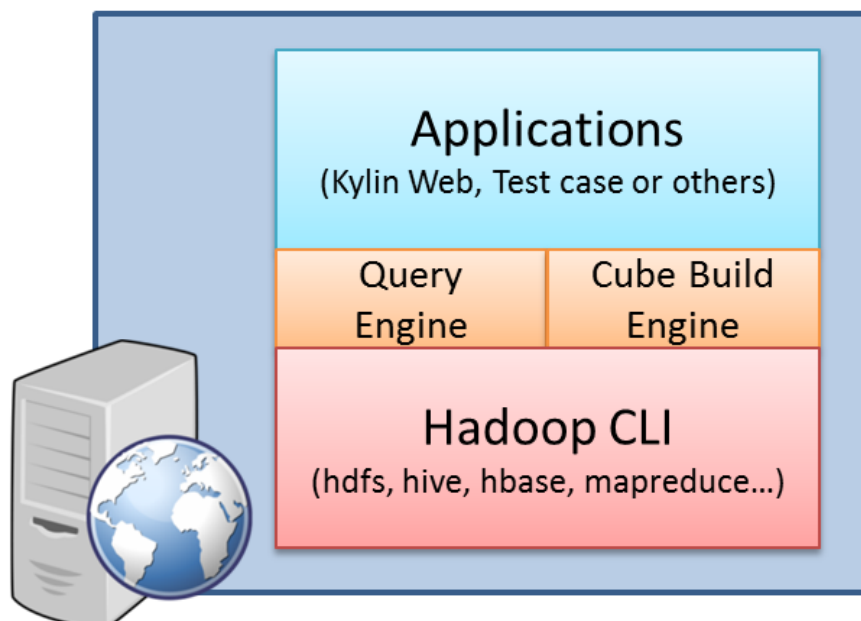 Applications
(Kylin Web, Test case or others)
Query
Engine
Cube Build
Engine
Hadoop CLI
(hdfs, hive, hbase, mapreduce…)